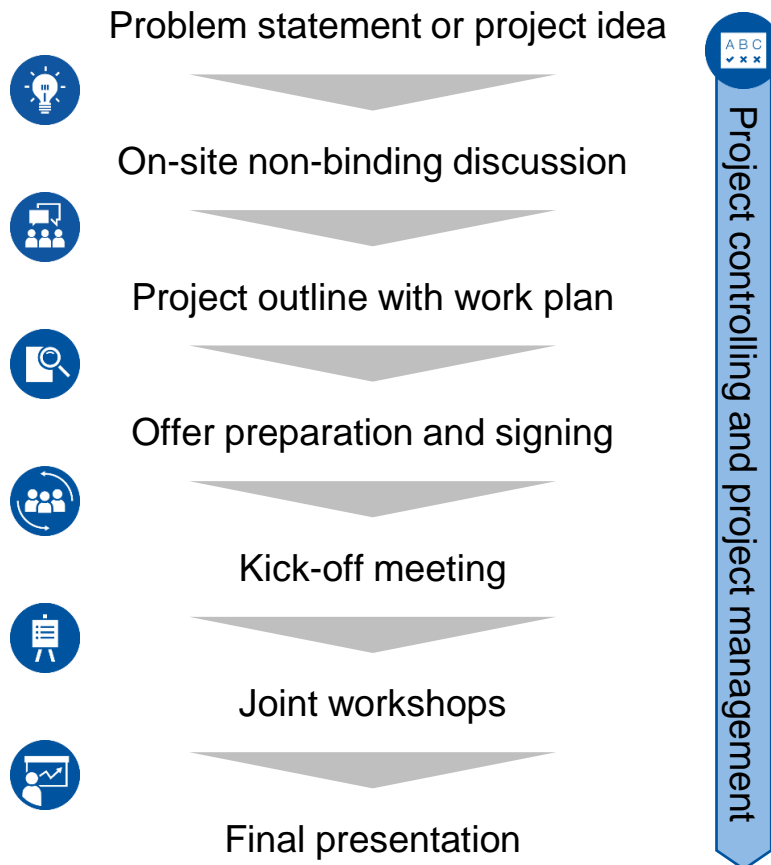 Problem statement or project idea
A B C
On-site non-binding discussion
Project outline with work plan
Offer preparation and signing
Kick-off meeting
Joint workshops
Final presentation
Project controlling and project management